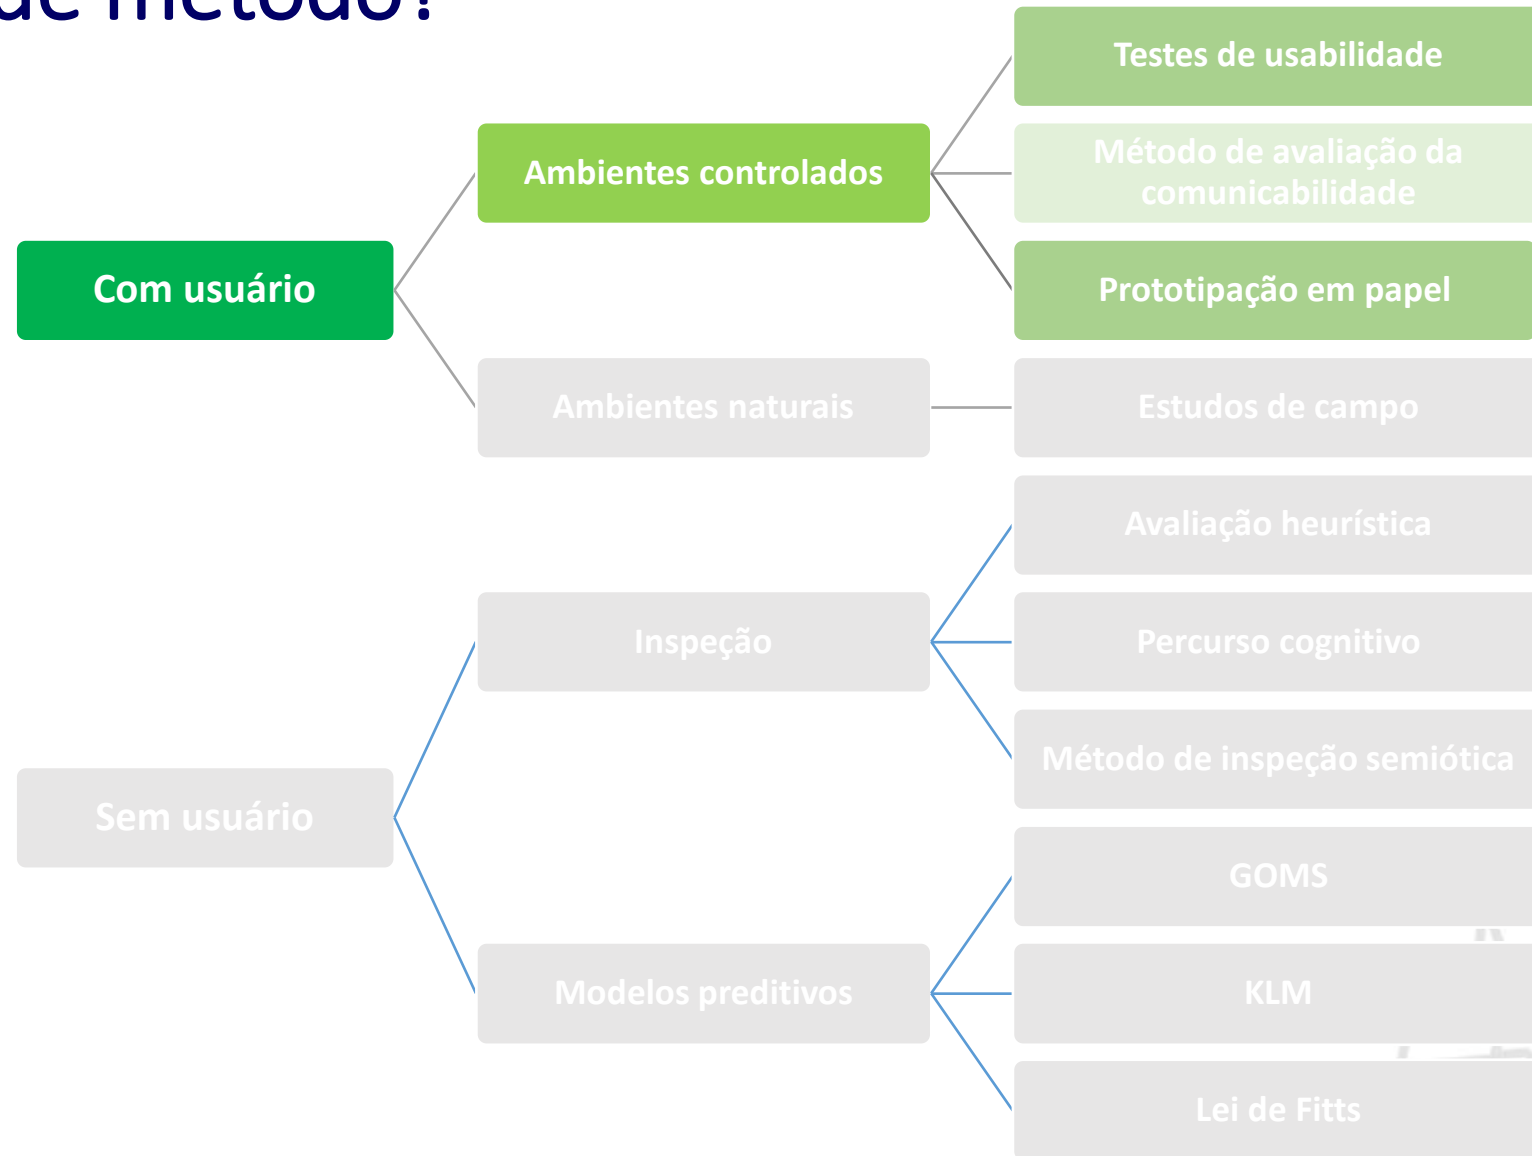 de método?
Testes de usabilidade
Ambientes controlados
Método de avaliação da
comunicabilidade
Com usuário
Prototipação em papel
Ambientes naturais
Estudos de campo
Avaliação heurística
Inspeção
Percurso cognitivo
Método de inspeção semiótica
Sem usuário
GOMS
Modelos preditivos
KLM
Lei de Fitts